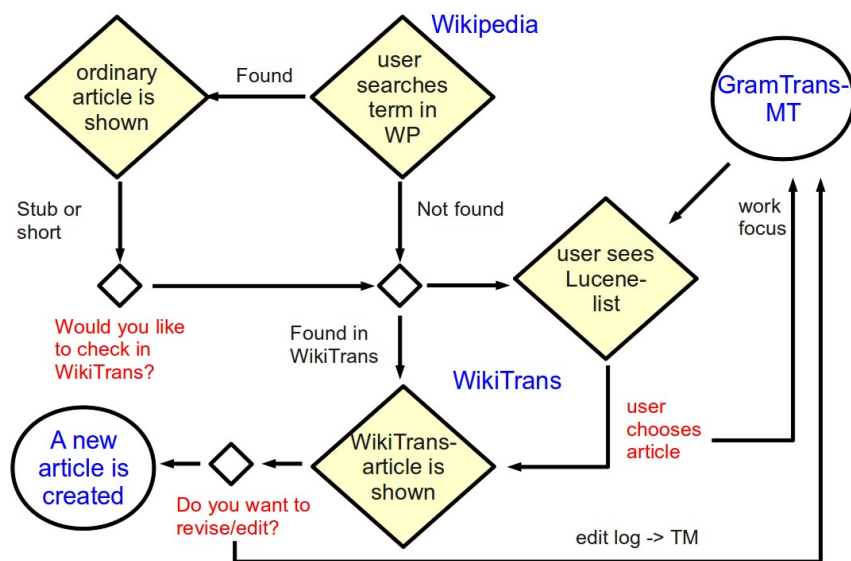 Wikipedia
ordinary
article is
shown
Found
user
searches
term in
WP
GramTrans-
MT
Stub or
short
Not found
work
focus
user sees
Lucene-
list
Would you like
to check in
WikiTrans?
Found in
WikiTrans
WikiTrans
user
chooses
article
A new
article is
created
WikiTrans-
article is
shown
Do you want to
revise/edit?
edit log -> TM